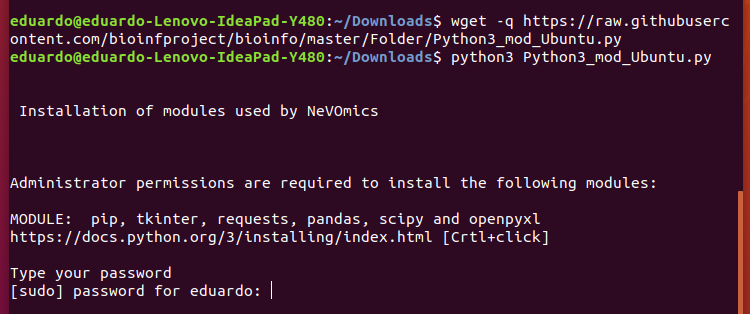 eduardo@eduardo-Lenovo-IdeaPad-Y480:~/Downloads$ wget -q https://raw.githubuserc
ontent.com/bioinfproject/bioinfo/master/Folder/Python3_mod_Ubuntu.py
eduardo@eduardo-Lenovo-IdeaPad-Y480:~/Downloads$ python3 Python3_mod_Ubuntu.py
Installation of modules used by NeVOmics
Administrator permissions are required to install the following modules:
MODULE:  pip, tkinter, requests, pandas, scipy and openpyxl
https://docs.python.org/3/installing/index.html [Crtl+click]
Type your password
[sudo] password for eduardo: